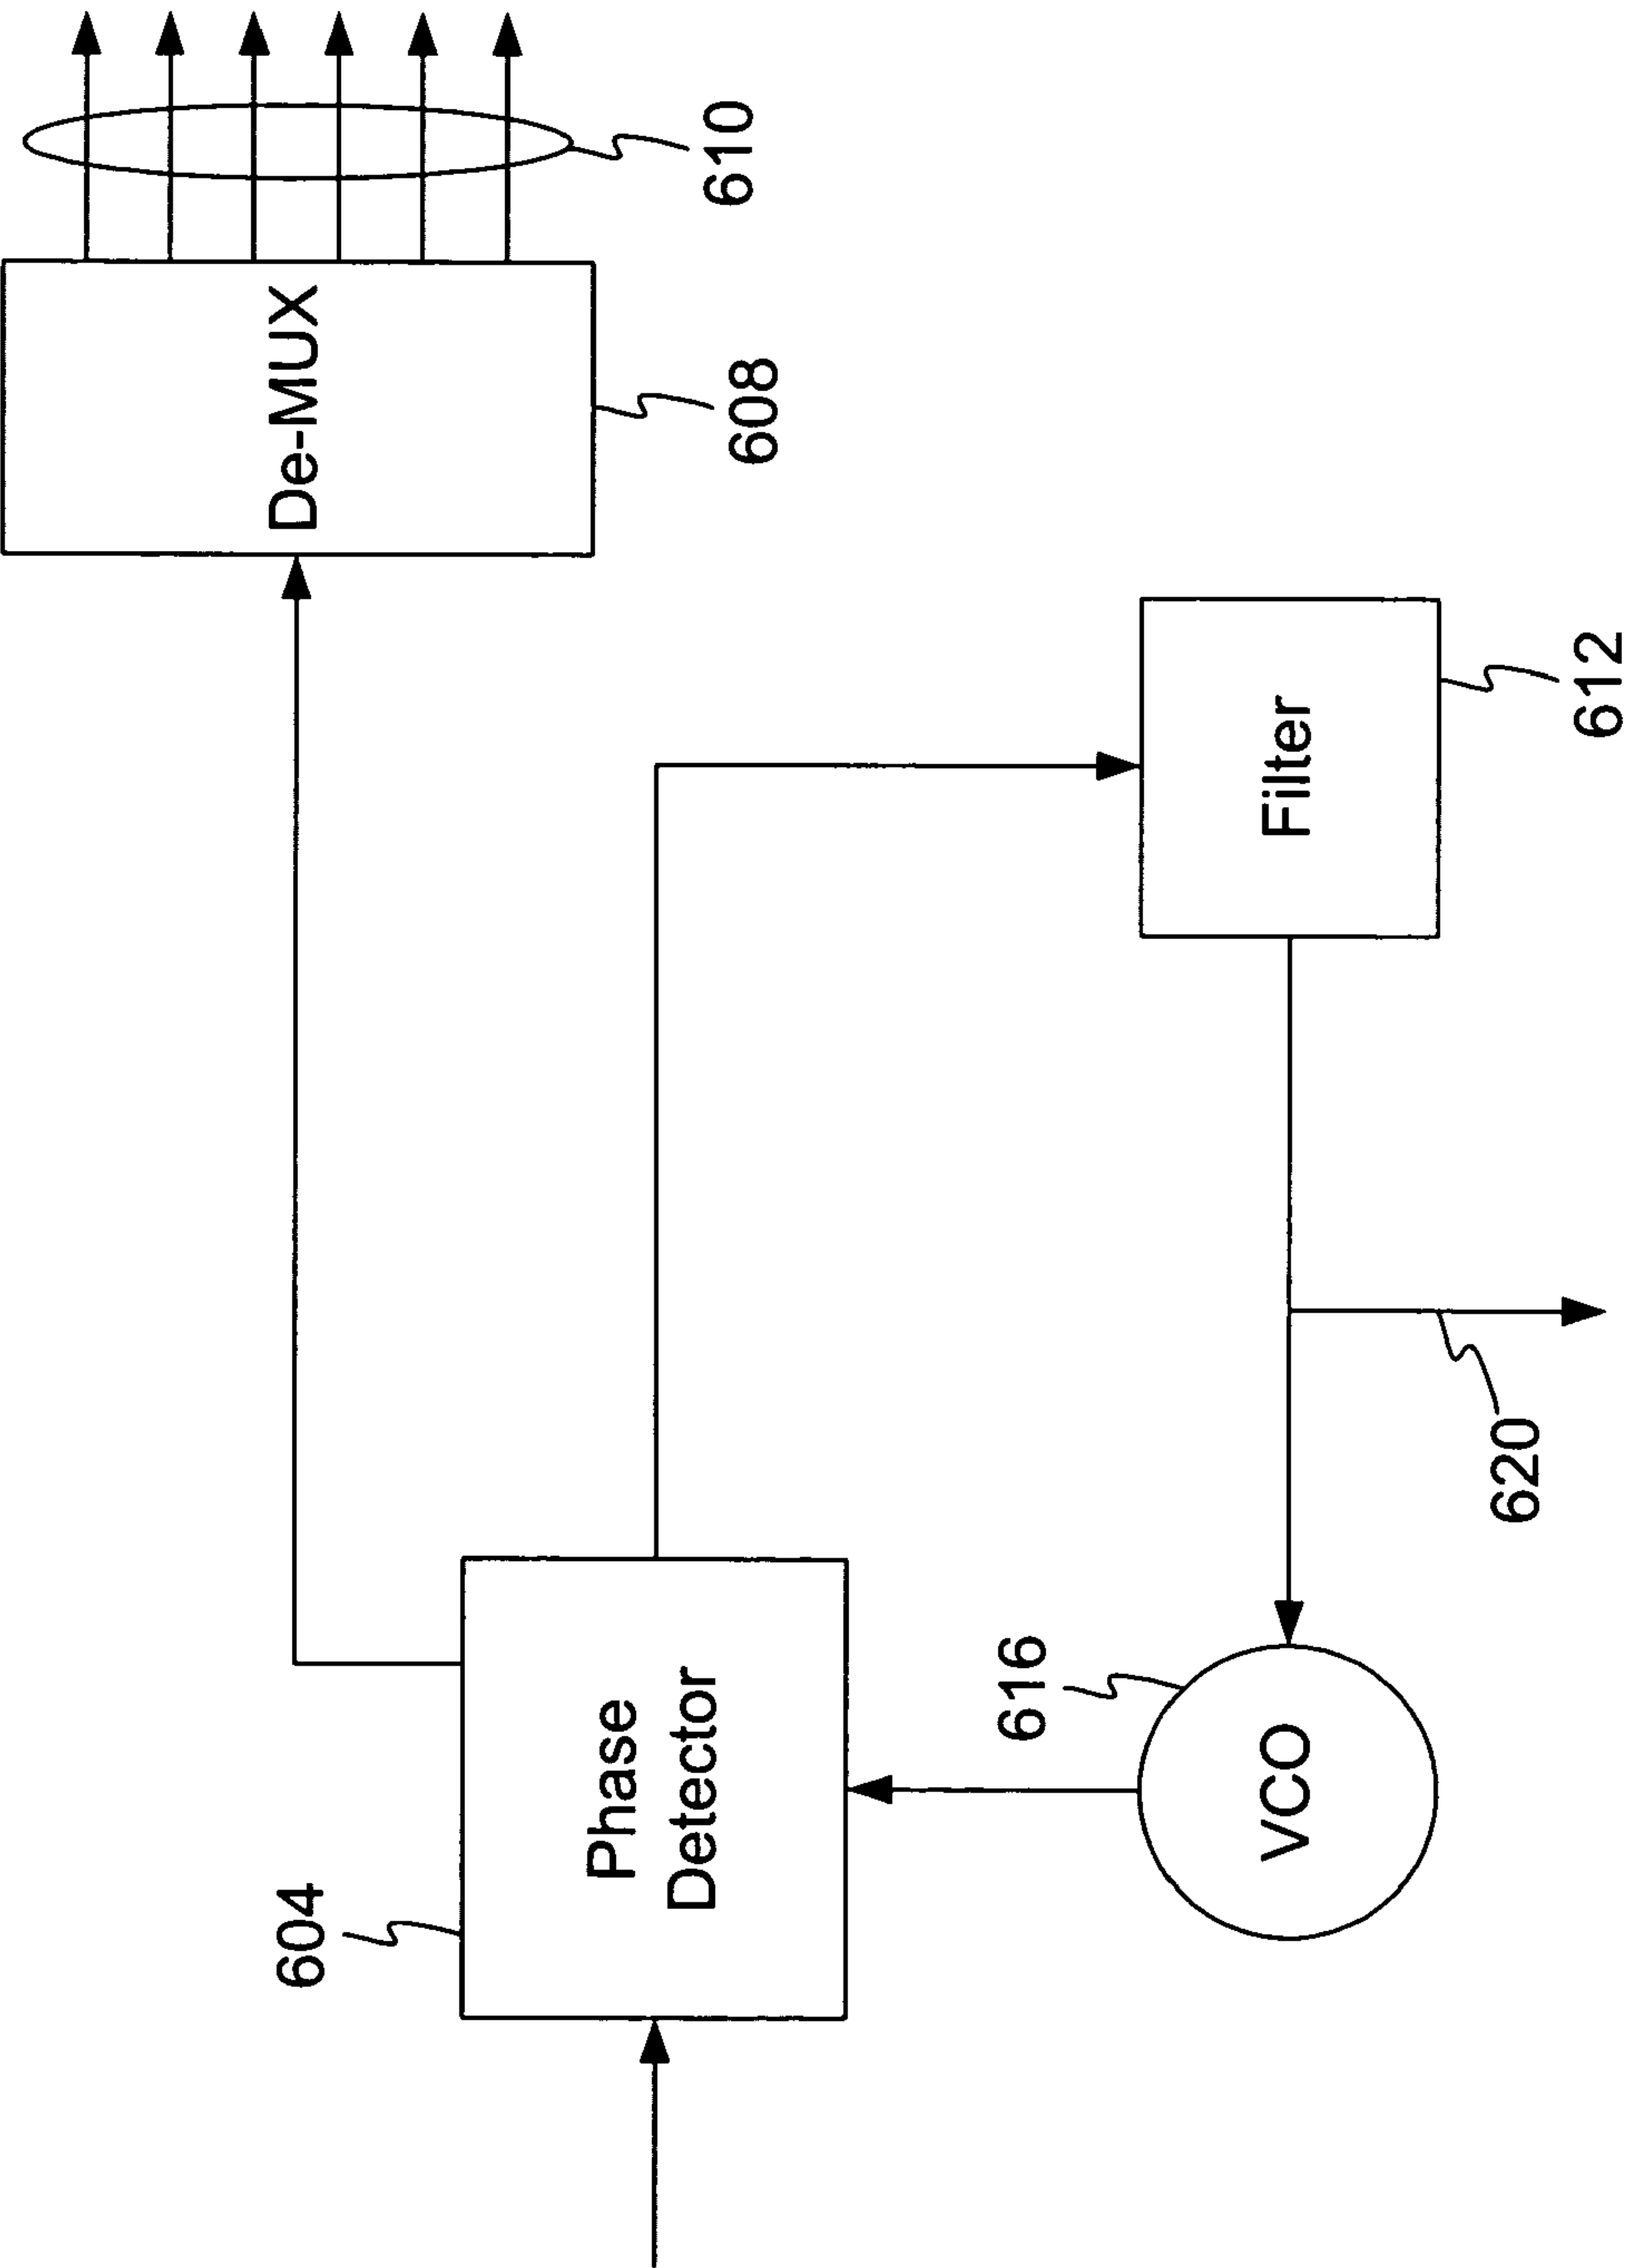 604
Phase
Detector
616
VCO
620
Filter
612
De-MUX
608
610